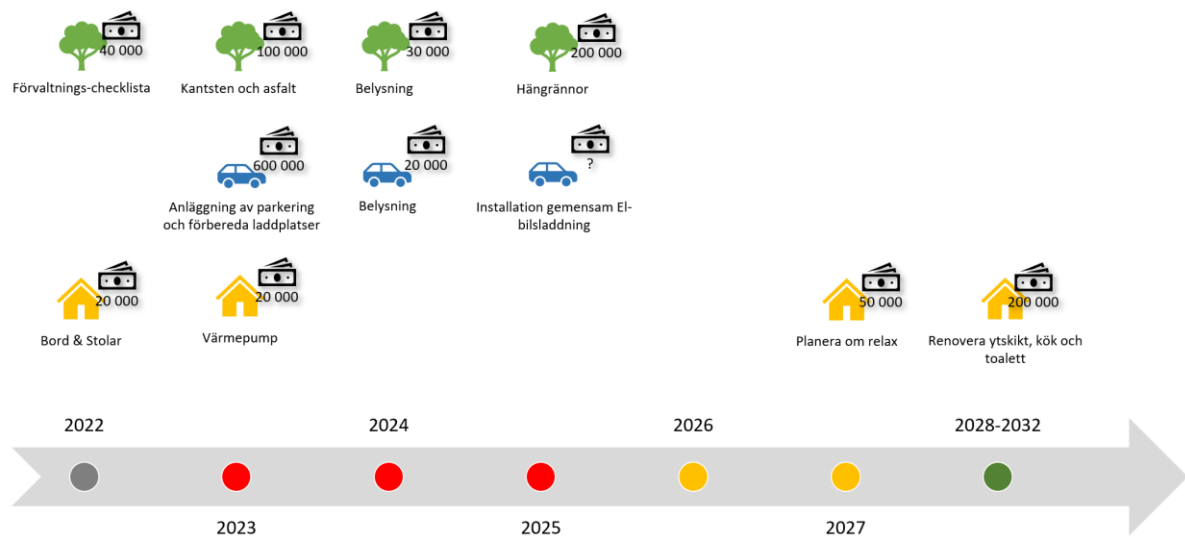 40 000
100 000
30 000
200 000
Förvaltnings-checklista
Kantsten och asfalt
Belysning
Hängrännor
600 000
20 000
?
Anläggning av parkering
och förbereda laddplatser
Belysning
Installation gemensam El-
bilsladdning
20 000
20 000
50 000
200 000
Bord & Stolar
Värmepump
Planera om relax
Renovera ytskikt, kök och
toalett
2022
2024
2026
2028-2032
2023
2025
2027